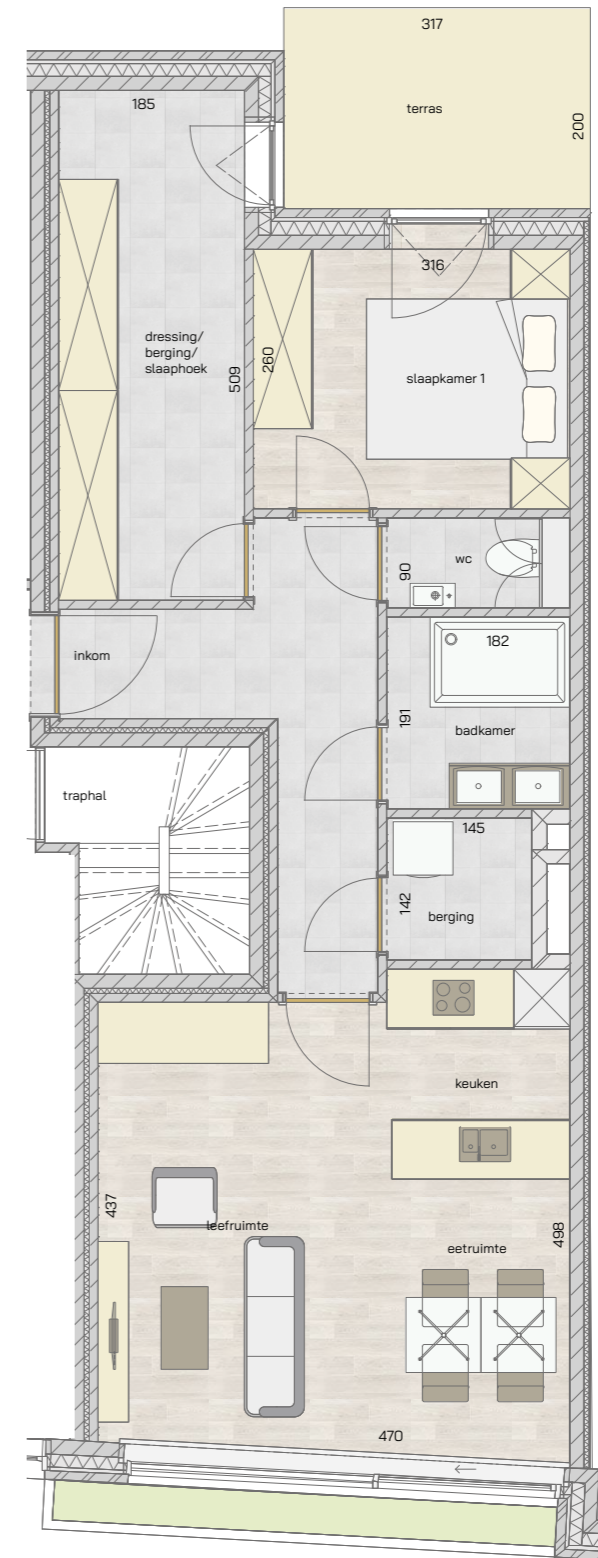 317
terras
200
185
316
dressing/
berging/
slaaphoek
509
260
slaapkamer 1
wc
90
inkom
182
191
badkamer
traphal
145
142
berging
keuken
437
leefruimte
498
eetruimte
470